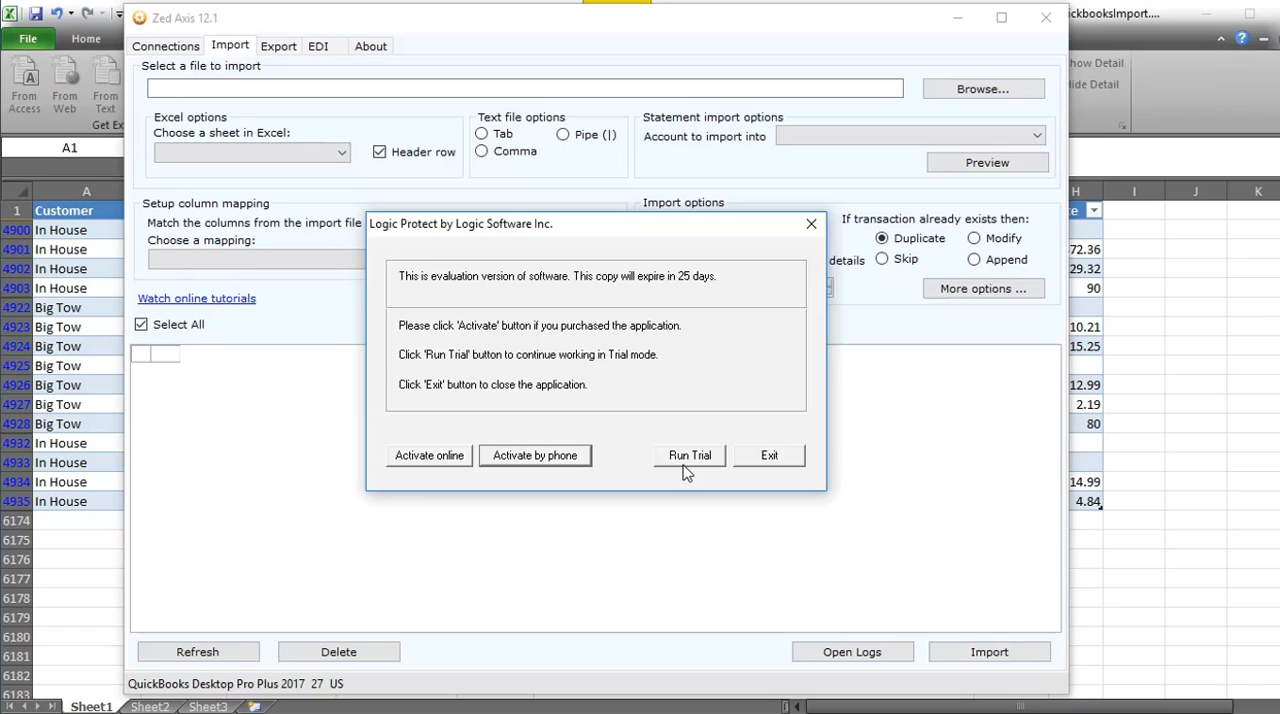 Zed Axis 12.1
ckbooksImport....
File
Home
Connections
Import
Export
EDI
About
From
Access
From
Web
From
Text
Get Ex
how Detail
ide Detail
Select a file to import
Browse...
Excel options
Choose a sheet in Excel:
Header row
Text file options
Tab
Pipe (|)
Comma
Statement import options
Account to import into
Preview
A1
Setup column mapping
Match the columns from the import file
Choose a mapping:
Import options
details
If transaction already exists then:
Duplicate
Modify
Skip
Append
More options ...
Watch online tutorials
Select All
Logic Protect by Logic Software Inc.
This is evaluation version of software. This copy will expire in 25 days.
Please click 'Activate' button if you purchased the application.
Click 'Run Trial' button to continue working in Trial mode.
Click 'Exit' button to close the application.
Activate online
Activate by phone
Run Trial
Exit
A
H
I
J
K
1 Customer
4900 In House
4901 In House 72.36
4902 In House 29.32
4903 In House 90
4922 Big Tow
4923 Big Tow 10.21
4924 Big Tow 15.25
4925 Big Tow
4926 Big Tow 12.99
4927 Big Tow 2.19
4928 Big Tow 80
4932 In House
4933 In House
4934 In House 14.99
4935 In House 4.84
6174
6175
6176
6177
6178
6179
6180
6181
6182
6183
Refresh
Delete
Open Logs
Import
QuickBooks Desktop Pro Plus 2017 27 US
Sheet1
Sheet2
Sheet3